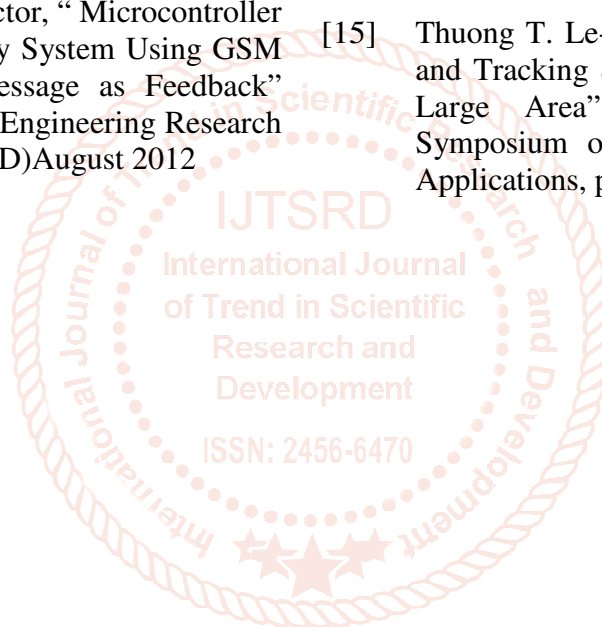 ctor, “ Microcontroller
y System Using GSM
essage as Feedback”
Engineering Research
D)August 2012
[15] Thuong T. Le-
and Tracking
Large Area”
Symposium o
Applications, p
International Journal of Trend in Scientific Research and Development
IJTSRD
International Journal
of Trend in Scientific
Research and
Development
ISSN: 2456-6470